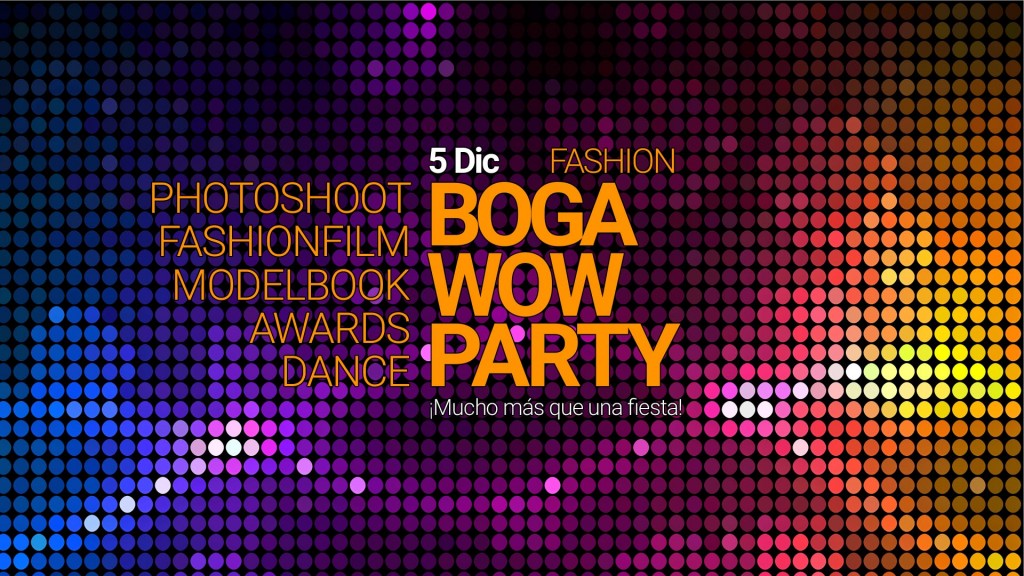 5 Dic FASHION
BOGA
WOW
PARTY
¡Mucho más que una fiesta!
PHOTOSHOOT
FASHIONFILM
MODELBOOK
AWARDS
DANCE